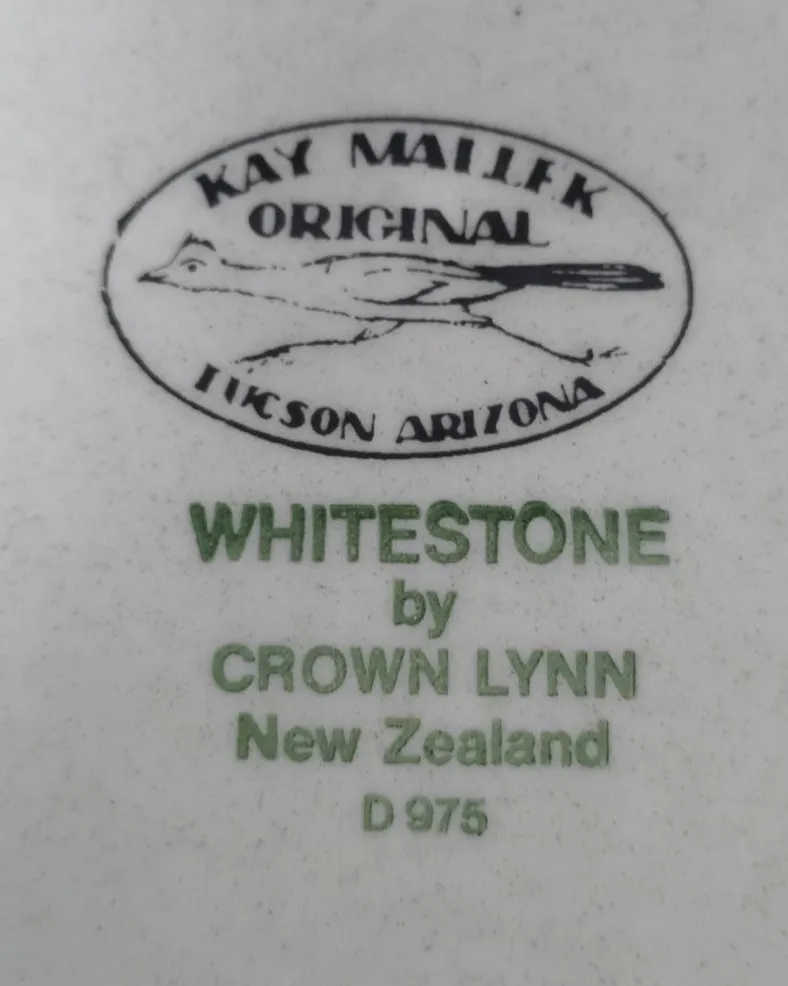 KAY MALLEK
ORIGINAL
TUCSON ARIZONA
WHITESTONE
by
CROWN LYNN
New Zealand
D 975